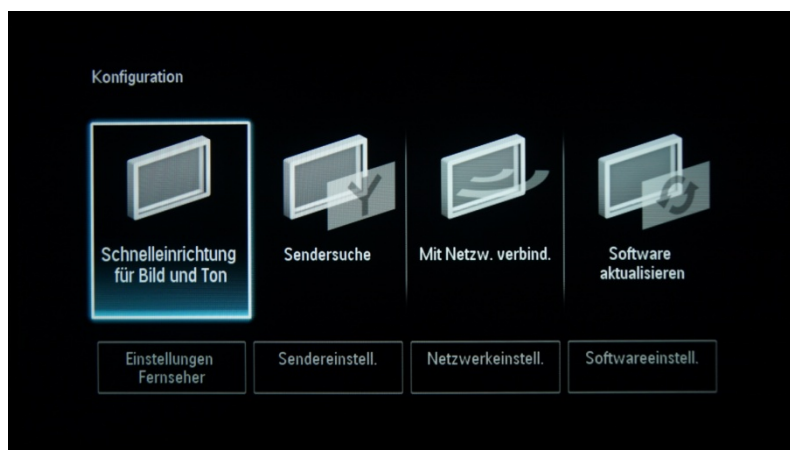 Konfiguration
Schnelleinrichtung
für Bild und Ton
Sendersuche
Mit Netzw. verbind.
Software
aktualisieren
Einstellungen
Fernseher
Sendereinstell.
Netzwerkeinstell.
Softwareeinstell.